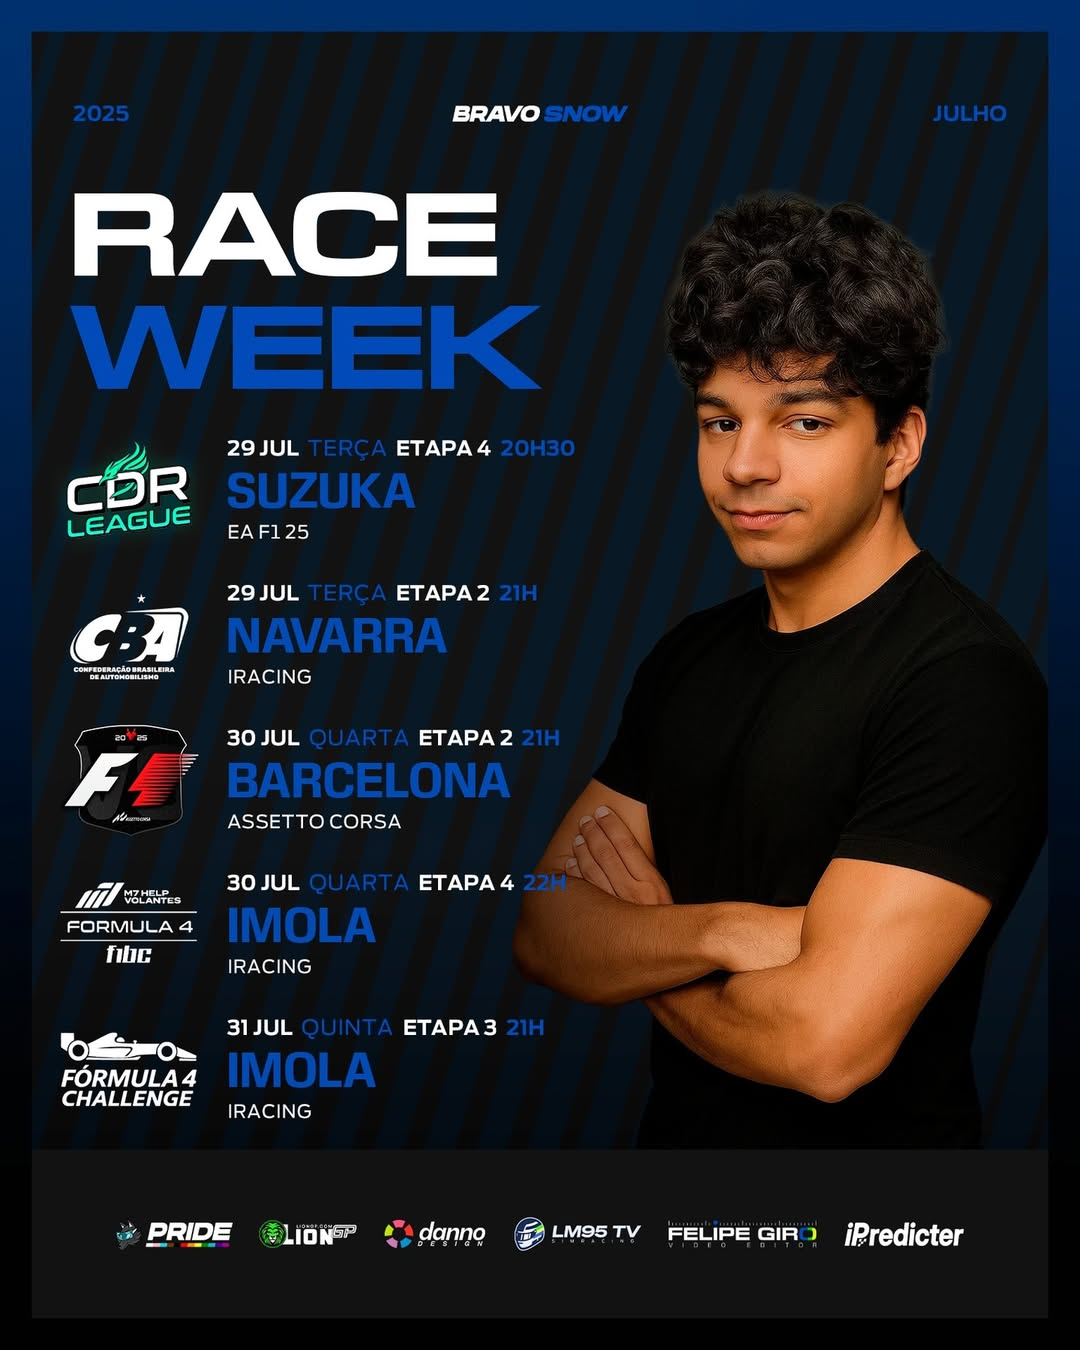 2025
BRAVO SNOW
JULHO
RACE
WEEK
CDR
LEAGUE
29 JUL TERÇA ETAPA 4 20H30
SUZUKA
EA F1 25
CBA
CONFEDERAÇÃO BRASILEIRA
DE AUTOMOBILISMO
29 JUL TERÇA ETAPA 2 21H
NAVARRA
IRACING
2025
F1
ASSETTO CORSA
30 JUL QUARTA ETAPA 2 21H
BARCELONA
ASSETTO CORSA
M7 HELP
VOLANTES
FORMULA 4
f1bc
30 JUL QUARTA ETAPA 4 22H
IMOLA
IRACING
FÓRMULA 4
CHALLENGE
31 JUL QUINTA ETAPA 3 21H
IMOLA
IRACING
PRIDE
LIONGP.COM
LION GP
danno
DESIGN
LM95 TV
SIMRACING
FELIPE GIRO
VIDEO EDITOR
iPredicter